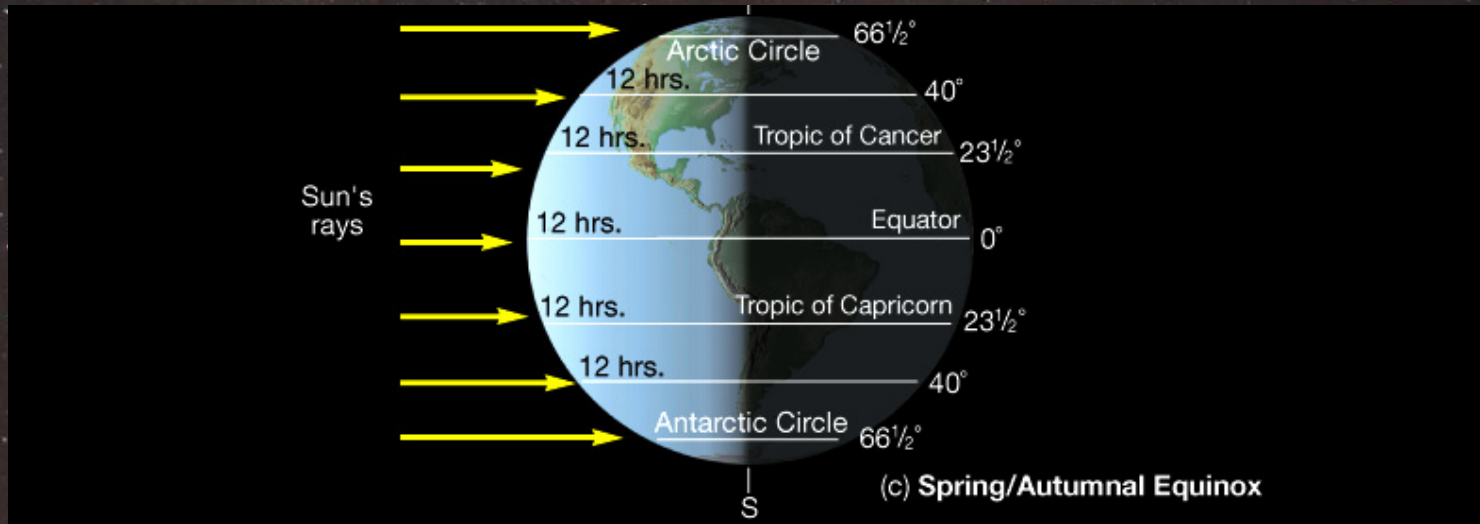 66½°
Arctic Circle
12 hrs.
40°
12 hrs.
Tropic of Cancer
23½°
Sun's
rays
12 hrs.
Equator
0°
12 hrs.
Tropic of Capricorn
23½°
12 hrs.
40°
Antarctic Circle
66½°
(c) Spring/Autumnal Equinox
S